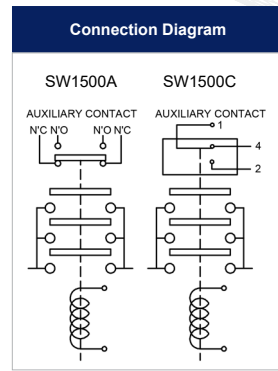 Connection Diagram
SW1500A SW1500C
AUXILIARY CONTACT AUXILIARY CONTACT
N'C N'O N'O N'C
1
4
2